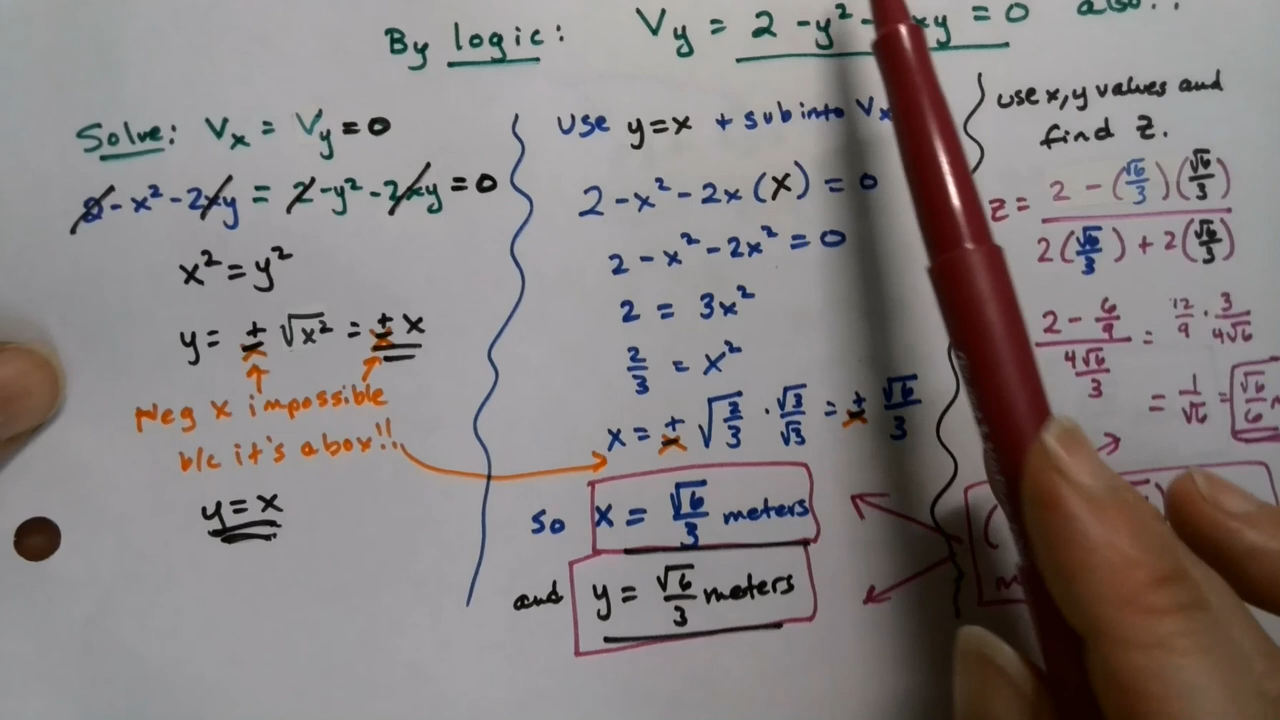 By logic: Vy = 2 - y² - xy = 0 also!!
Solve: Vx = Vy = 0
2 - x² - 2xy = 2 - y² - 2xy = 0
x² = y²
y = ± √x² = ± x
Neg x impossible
b/c it's a box!!
y = x
Use y=x + sub into Vx
2 - x² - 2x(x) = 0
2 - x² - 2x² = 0
2 = 3x²
2/3 = x²
x = ± √(2/3) · √3/√3 = ± √6/3
so x = √6/3 meters
and y = √6/3 meters
use x, y values and
find z.
z = (2 - (√6/3)(√6/3)) / (2(√6/3) + 2(√6/3))
(2 - 6/9) / (4√6/3) = 12/9 · 3/4√6
= 1/√6 = √6/6
(